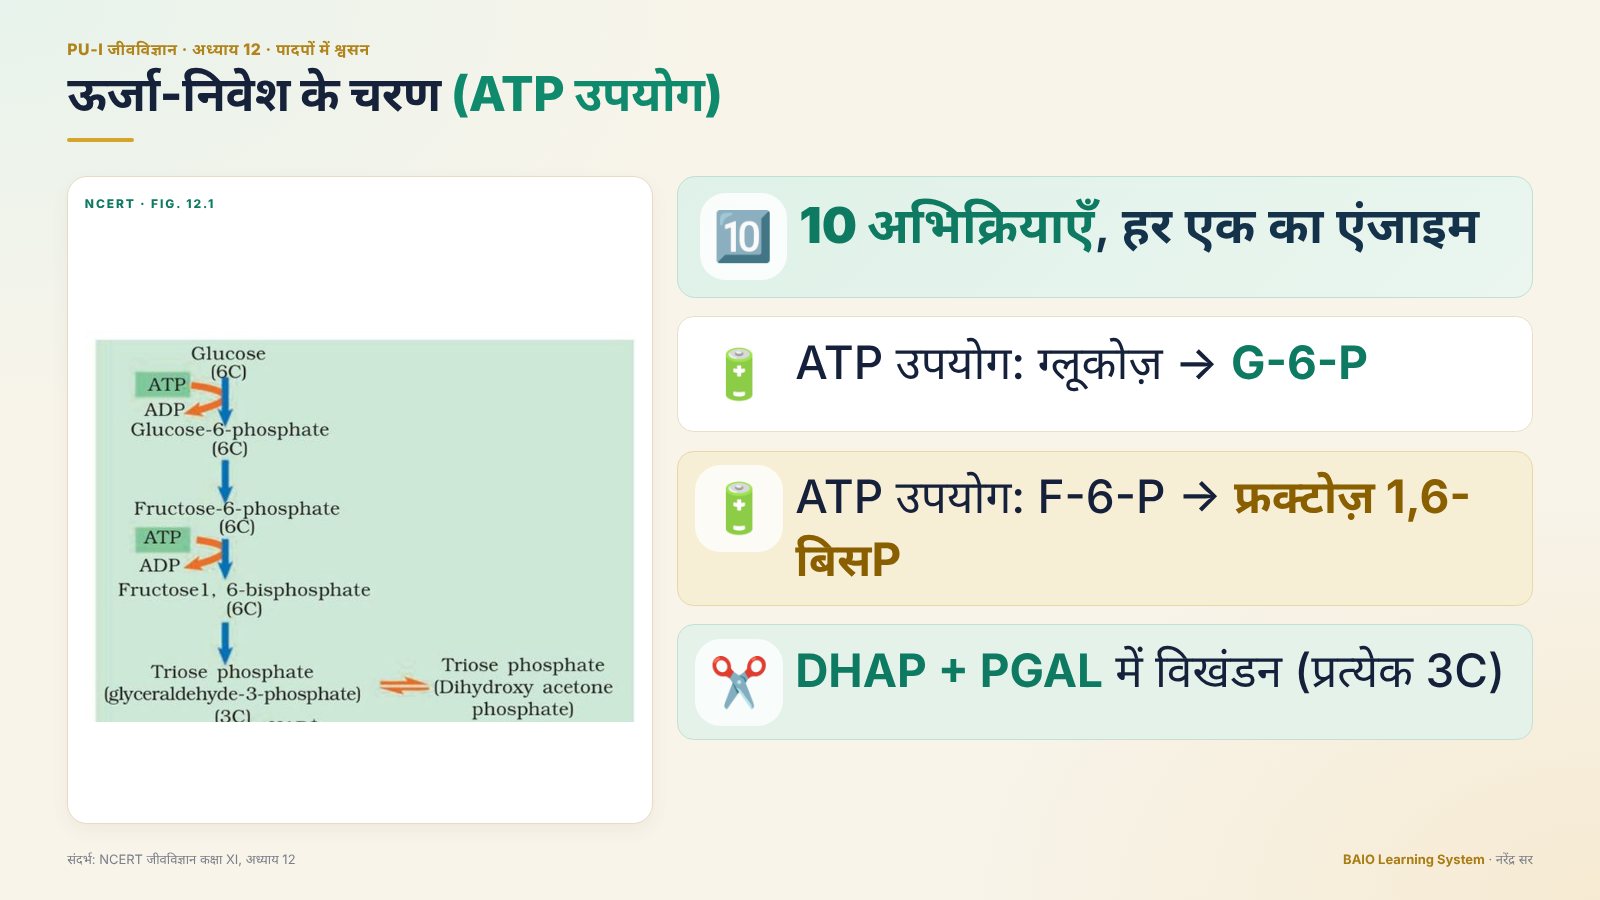 PU-I जीवविज्ञान · अध्याय 12 · पादपों में श्वसन
ऊर्जा-निवेश के चरण (ATP उपयोग)
NCERT · FIG. 12.1
Glucose
(6C)
ATP
ADP
Glucose-6-phosphate
(6C)
Fructose-6-phosphate
(6C)
ATP
ADP
Fructose1, 6-bisphosphate
(6C)
Triose phosphate
(glyceraldehyde-3-phosphate)
(3C)
Triose phosphate
(Dihydroxy acetone
phosphate)
10
10 अभिक्रियाएँ, हर एक का एंजाइम
ATP उपयोग: ग्लूकोज़ → G-6-P
ATP उपयोग: F-6-P → फ्रक्टोज़ 1,6-
बिसP
DHAP + PGAL में विखंडन (प्रत्येक 3C)
संदर्भ: NCERT जीवविज्ञान कक्षा XI, अध्याय 12
BAIO Learning System · नरेंद्र सर